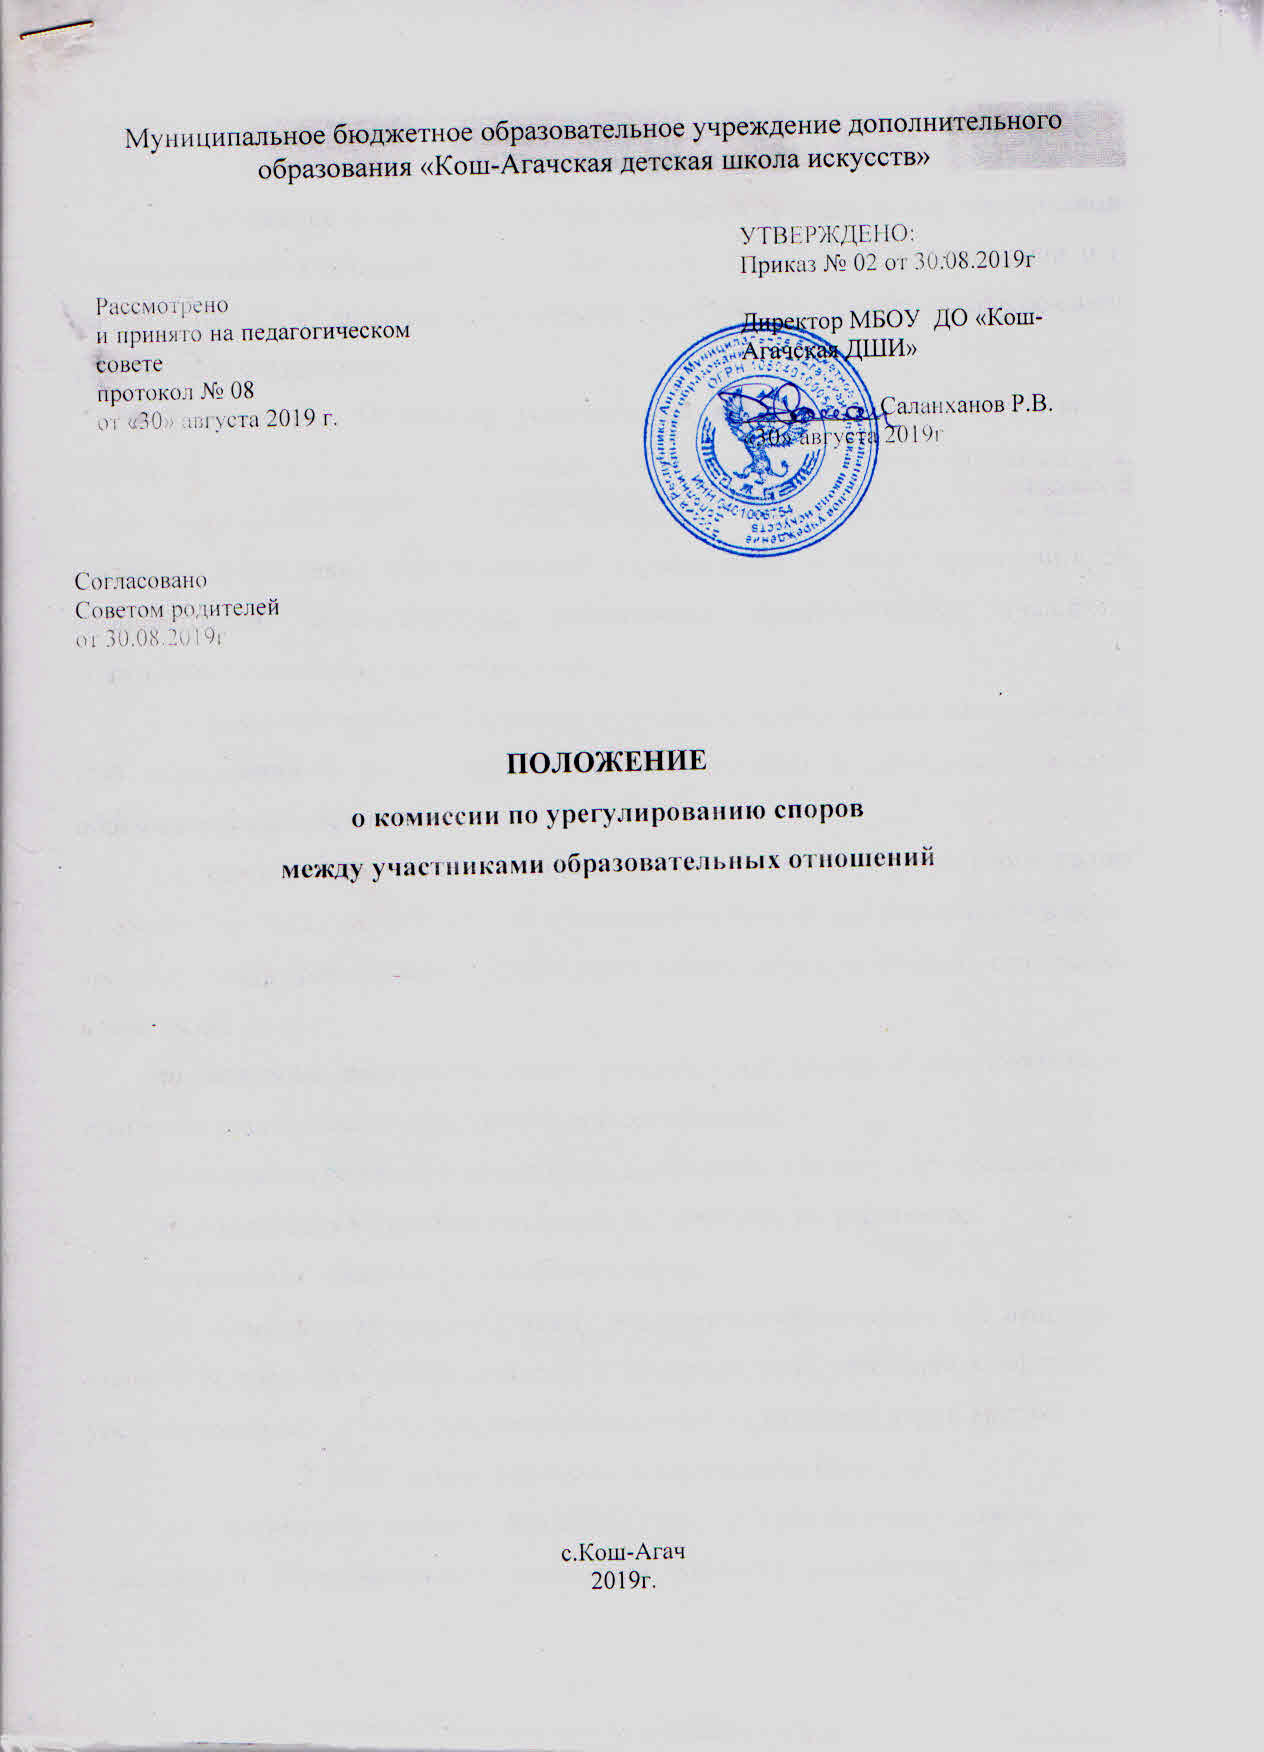 Муниципальное бюджетное образовательное учреждение дополнительного
образования «Кош-Агачская детская школа искусств»
УТВЕРЖДЕНО:
Приказ № 02 от 30.08.2019г
Рассмотрено
и принято на педагогическом
совете
протокол № 08
от «30» августа 2019 г.
Директор МБОУ ДО «Кош-
Агачская ДШИ»
Саланханов Р.В.
«30» августа 2019г
ИНН 0401006754
Согласовано
Советом родителей
от 30.08.2019г
ПОЛОЖЕНИЕ
о комиссии по урегулированию споров
между участниками образовательных отношений
с.Кош-Агач
2019г.